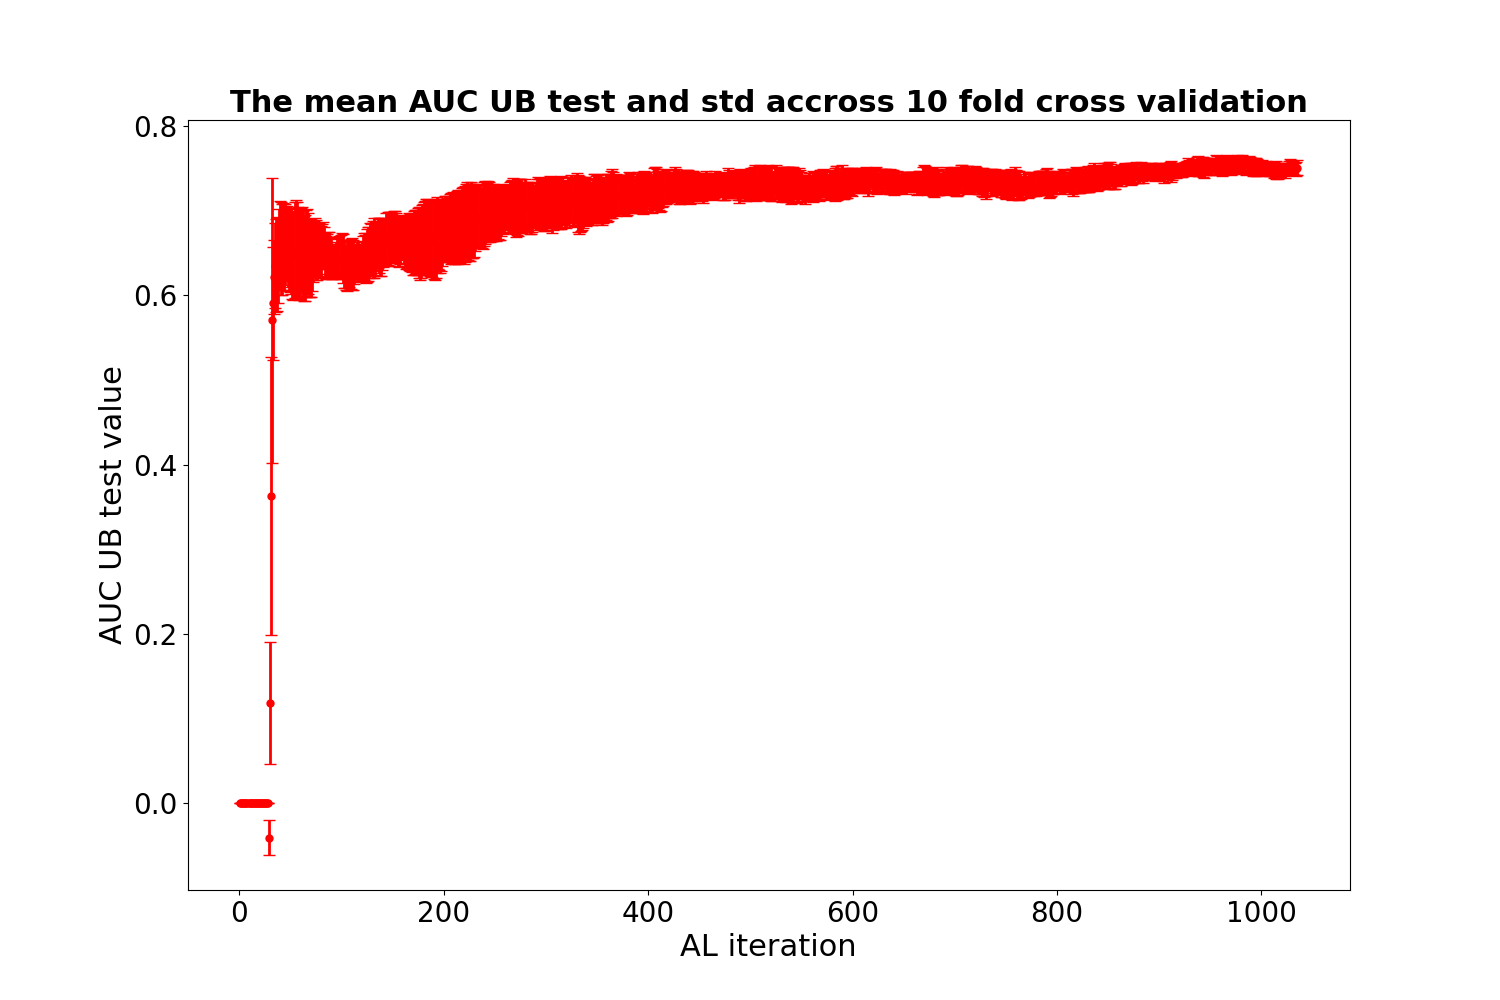 The mean AUC UB test and std accross 10 fold cross validation
0.8
0.6
0.4
0.2
0.0
AUC UB test value
0 200 400 600 800 1000
AL iteration